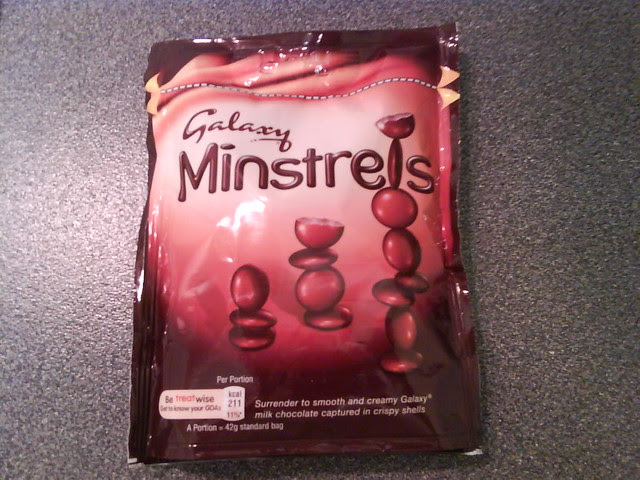 Galaxy
Minstrels
Per Portion
Be treatwise
Get to know your GDAs
kcal
211
11%*
Surrender to smooth and creamy Galaxy®
milk chocolate captured in crispy shells
A Portion = 42g standard bag